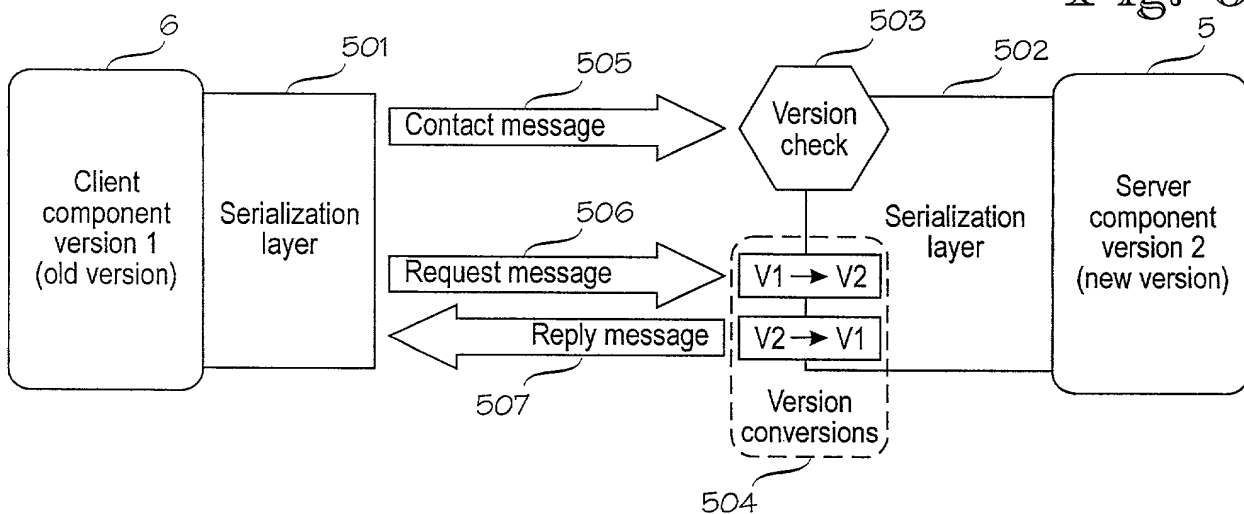 6
501
505
503
502
5
Contact message
Version
check
Client
component
version 1
(old version)
Serialization
layer
506
Request message
V1 → V2
Serialization
layer
Server
component
version 2
(new version)
Reply message
V2 → V1
507
Version
conversions
504